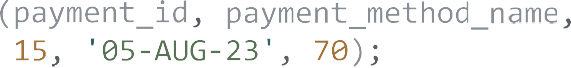 (payment_id, payment_method_name,
15, '05-AUG-23', 70);